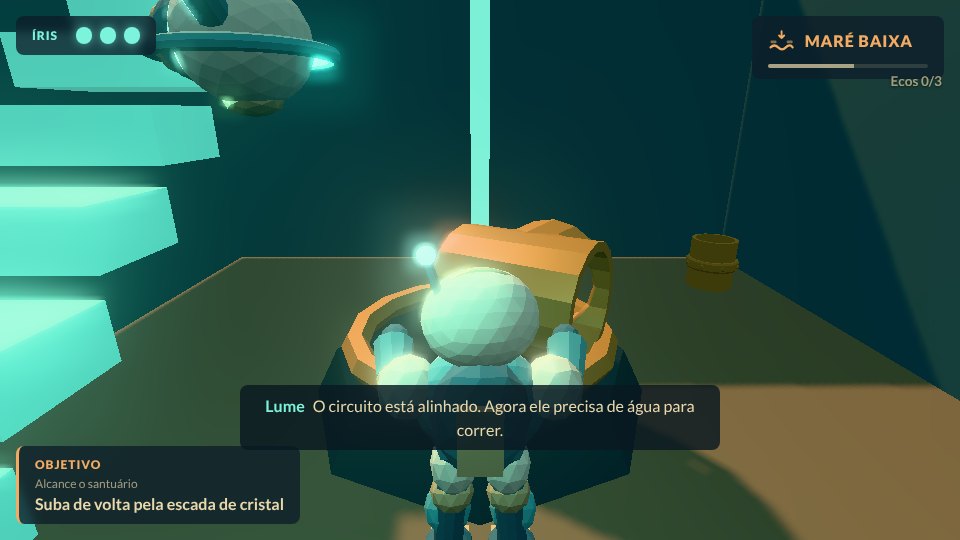 ÍRIS
MARÉ BAIXA
Ecos 0/3
Lume O circuito está alinhado. Agora ele precisa de água para
correr.
OBJETIVO
Alcance o santuário
Suba de volta pela escada de cristal